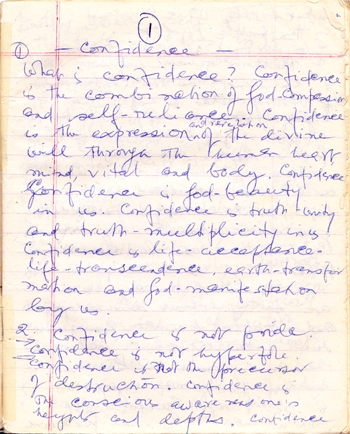 1
① — Confidence —
What is confidence? Confidence
is the combination of God-compassion
and self-reliance. Confidence
and revelation
is the expression of the divine
will through the human heart
mind, vital and body. Confidence
Confidence is God-beauty
in us. Confidence is truth-unity
and truth-multiplicity in us
Confidence is life-acceptance-
life-transcendence, earth-transfor
mation and God-manifestation
by us.
2. Confidence is not pride.
Confidence is not hyperbole.
Confidence is not the precursor
of destruction. Confidence is
the conscious awareness one's
heights and depths. Confidence